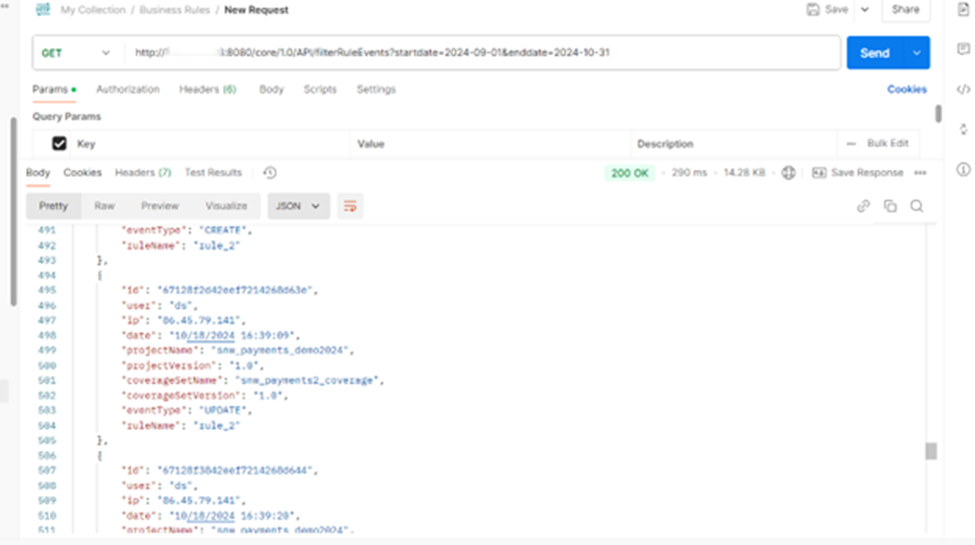 My Collection / Business Rules / New Request
Save
Share
GET
http:// :8080/core/1.0/API/filterRuleEvents?startdate=2024-09-01&enddate=2024-10-31
Send
Params
Authorization
Headers (6)
Body
Scripts
Settings
Cookies
Query Params
Key
Value
Description
Bulk Edit
Body
Cookies
Headers (7)
Test Results
200 OK
290 ms
14.28 KB
Save Response
Pretty
Raw
Preview
Visualize
JSON
491 "eventType": "CREATE",
492 "ruleName": "rule_2"
493 },
494 {
495 "id": "67128f2d42eef7214268d63e",
496 "user": "ds",
497 "ip": "86.45.79.141",
498 "date": "10/18/2024 16:39:09",
499 "projectName": "snw_payments_demo2024",
500 "projectVersion": "1.0",
501 "coverageSetName": "snw_payments2_coverage",
502 "coverageSetVersion": "1.0",
503 "eventType": "UPDATE",
504 "ruleName": "rule_2"
505 },
506 {
507 "id": "67128f3842eef7214268d644",
508 "user": "ds",
509 "ip": "86.45.79.141",
510 "date": "10/18/2024 16:39:20",
511 "projectName": "snw_payments_demo2024",